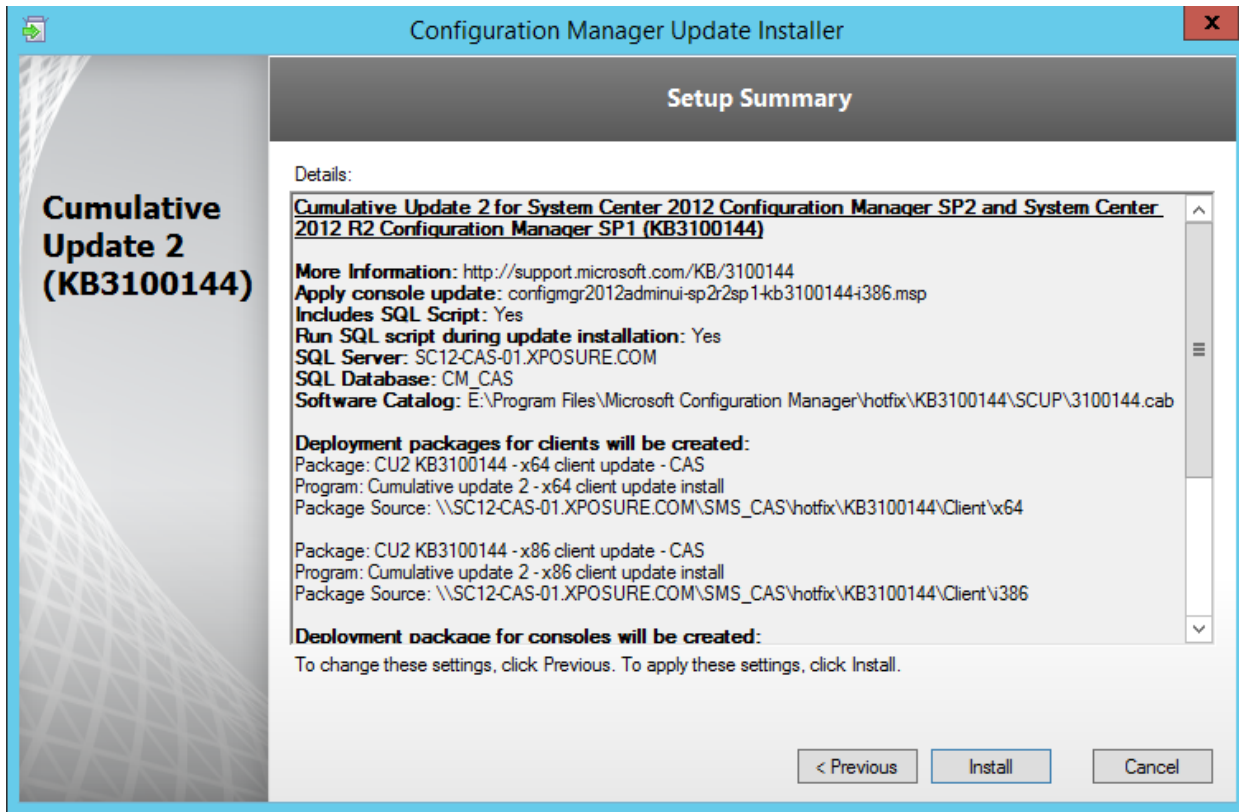 Configuration Manager Update Installer
x
Setup Summary
Cumulative
Update 2
(KB3100144)
Details:
Cumulative Update 2 for System Center 2012 Configuration Manager SP2 and System Center
2012 R2 Configuration Manager SP1 (KB3100144)
More Information: http://support.microsoft.com/KB/3100144
Apply console update: configmgr2012adminui-sp2r2sp1-kb3100144-i386.msp
Includes SQL Script: Yes
Run SQL script during update installation: Yes
SQL Server: SC12-CAS-01.XPOSURE.COM
SQL Database: CM_CAS
Software Catalog: E:\Program Files\Microsoft Configuration Manager\hotfix\KB3100144\SCUP\3100144.cab
Deployment packages for clients will be created:
Package: CU2 KB3100144 - x64 client update - CAS
Program: Cumulative update 2 - x64 client update install
Package Source: \\SC12-CAS-01.XPOSURE.COM\SMS_CAS\hotfix\KB3100144\Client\x64
Package: CU2 KB3100144 - x86 client update - CAS
Program: Cumulative update 2 - x86 client update install
Package Source: \\SC12-CAS-01.XPOSURE.COM\SMS_CAS\hotfix\KB3100144\Client\i386
Deployment package for consoles will be created:
To change these settings, click Previous. To apply these settings, click Install.
< Previous
Install
Cancel